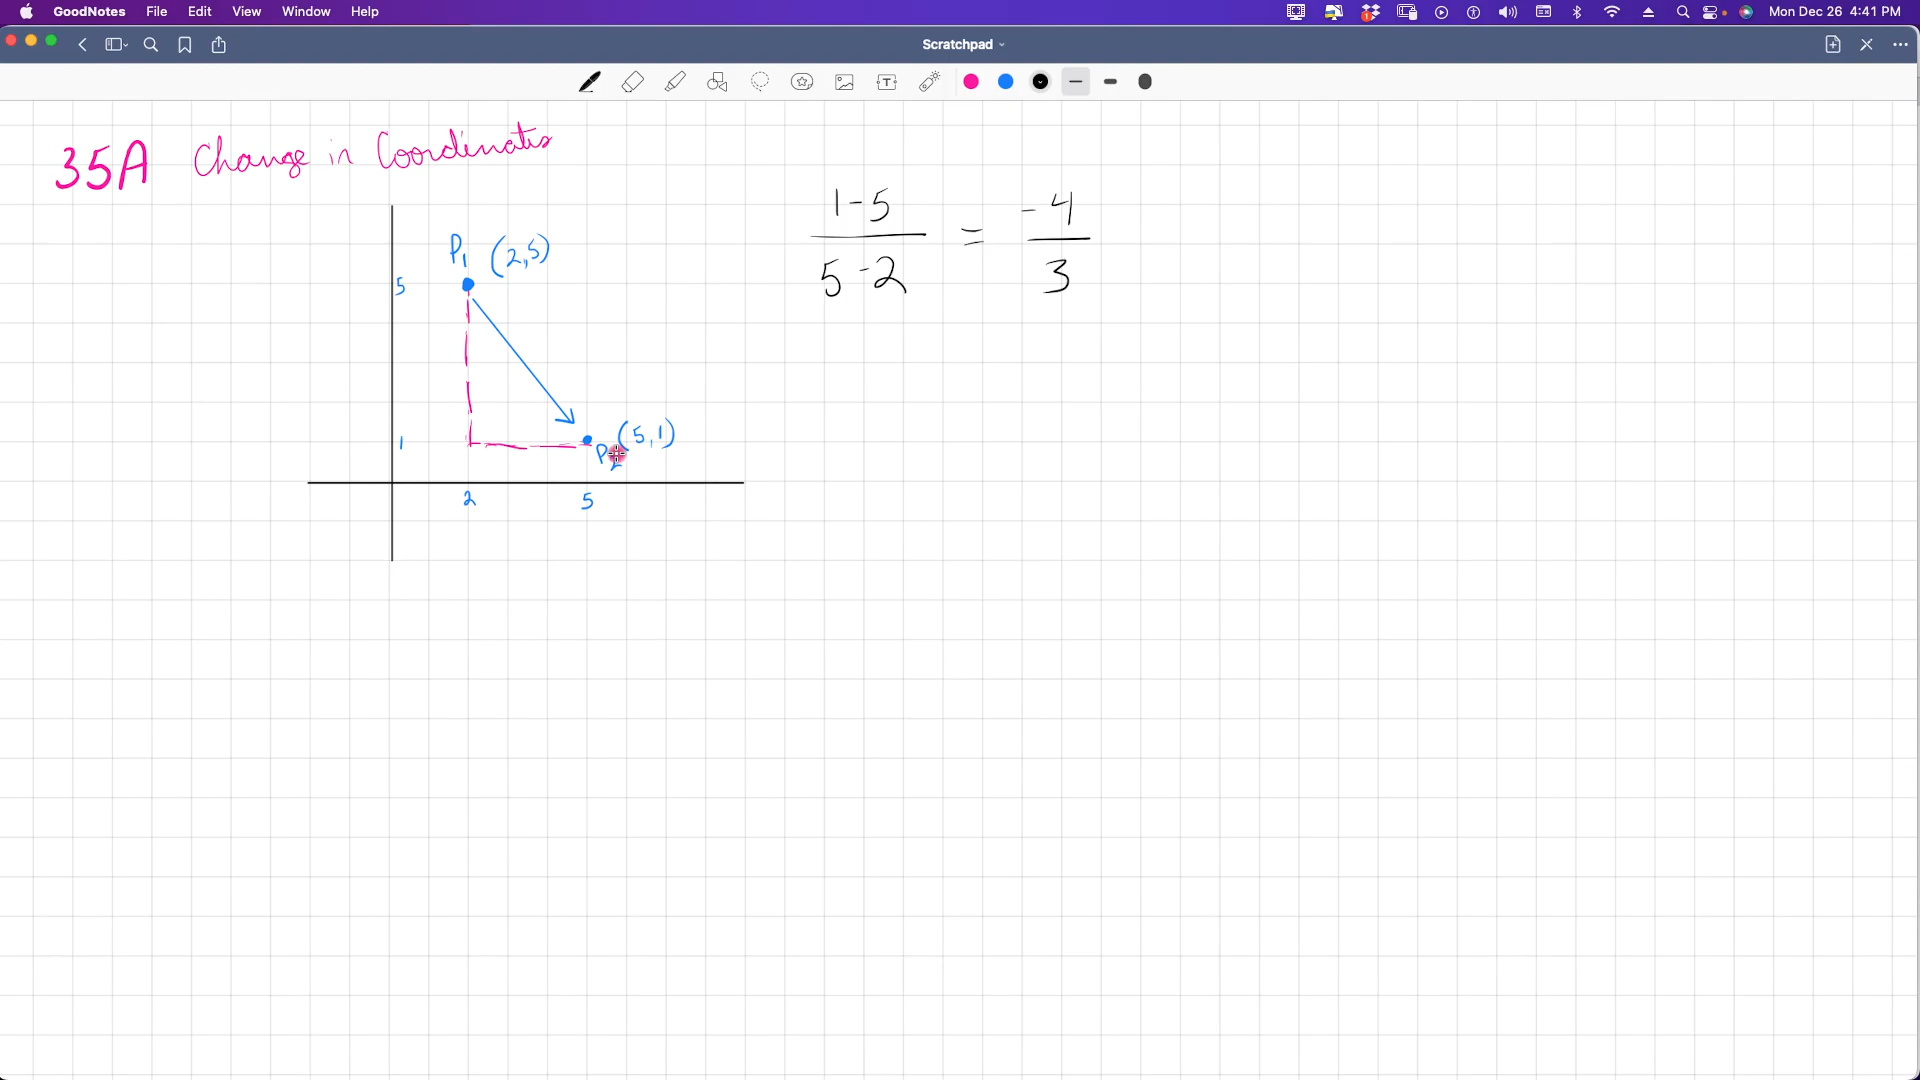 GoodNotes File Edit View Window Help Mon Dec 26 4:41 PM
Scratchpad
35A Change in Coordinates
P1 (2,5)
5
1
P2 (5,1)
2 5
1-5
5-2
=
-4
3